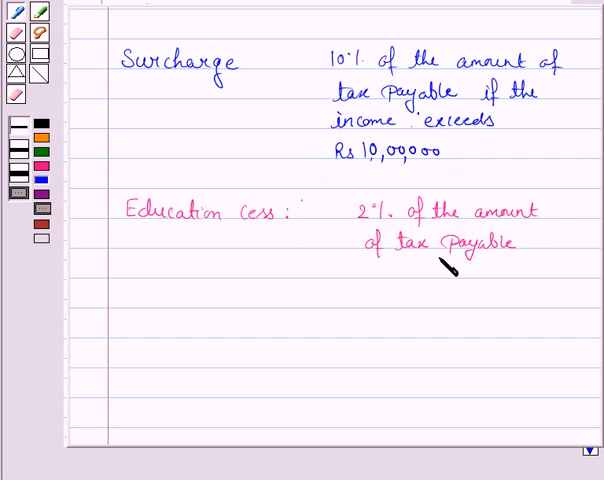 Surcharge 10% of the amount of
tax payable if the
income exceeds
Rs 10,00,000
Education cess: 2% of the amount
of tax payable